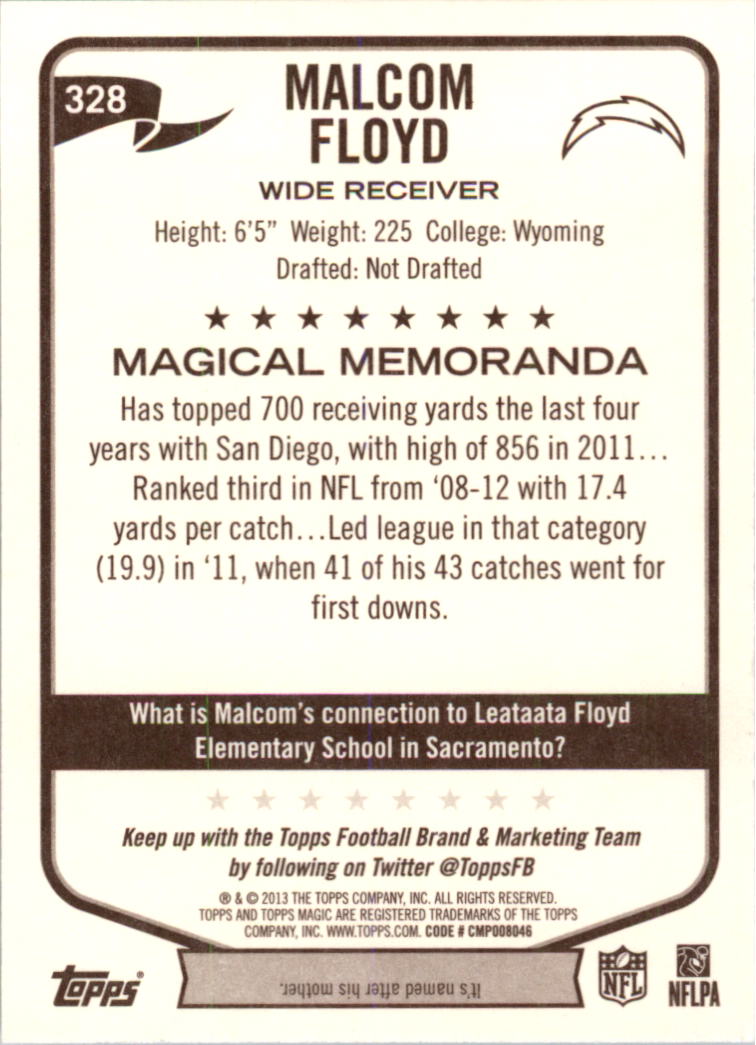 328
MALCOM
FLOYD
WIDE RECEIVER
Height: 6'5” Weight: 225 College: Wyoming
Drafted: Not Drafted
MAGICAL MEMORANDA
Has topped 700 receiving yards the last four
years with San Diego, with high of 856 in 2011...
Ranked third in NFL from ‘08-12 with 17.4
yards per catch...Led league in that category
(19.9) in ‘11, when 41 of his 43 catches went for
first downs.
What is Malcom's connection to Leataata Floyd
Elementary School in Sacramento?
Keep up with the Topps Football Brand & Marketing Team
by following on Twitter @ToppsFB
® & © 2013 THE TOPPS COMPANY, INC. ALL RIGHTS RESERVED.
TOPPS AND TOPPS MAGIC ARE REGISTERED TRADEMARKS OF THE TOPPS
COMPANY, INC. WWW.TOPPS.COM. CODE # CMP008046
topps®
It's named after his mother.
NFL
NFLPA